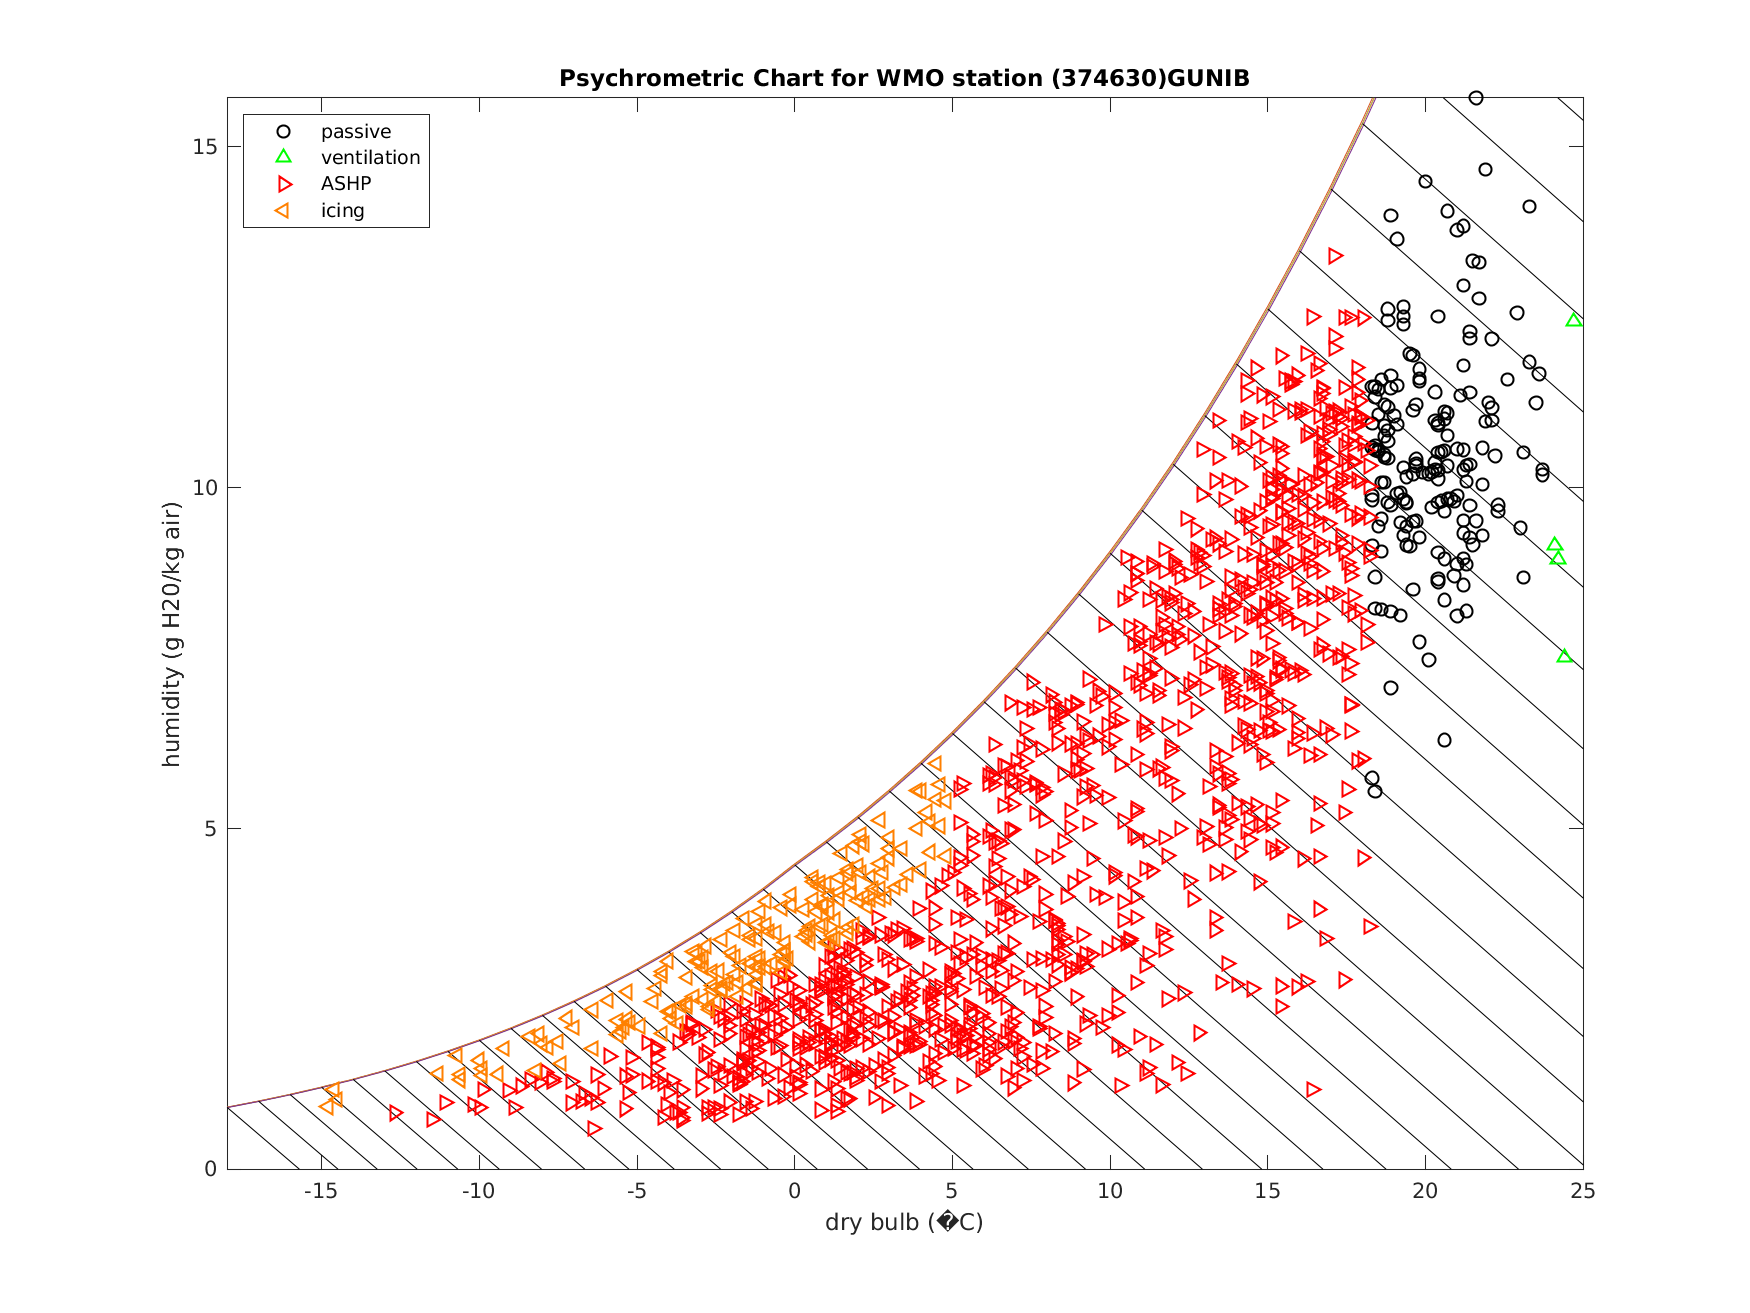 Psychrometric Chart for WMO station (374630)GUNIB
passive
ventilation
ASHP
icing
15
10
5
0
humidity (g H20/kg air)
-15 -10 -5 0 5 10 15 20 25
dry bulb (�C)